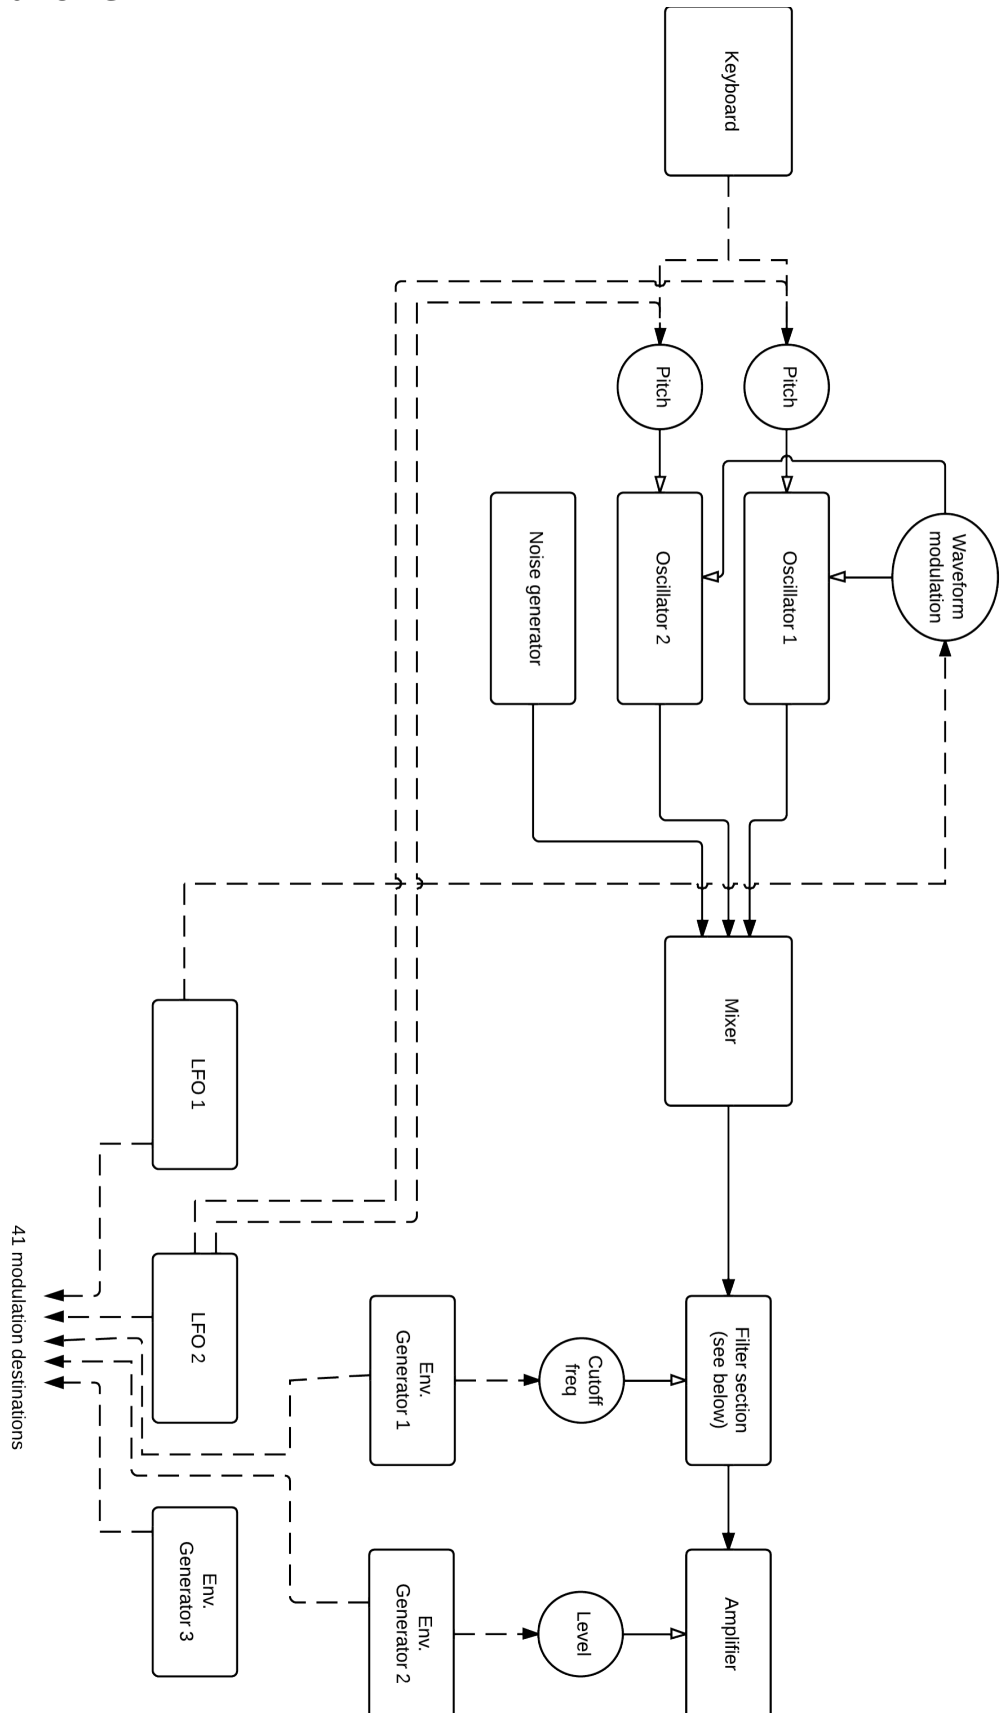 Keyboard
Pitch
Pitch
Waveform
modulation
Oscillator 1
Oscillator 2
Noise generator
Mixer
LFO 1
LFO 2
Filter section
(see below)
Cutoff
freq
Env.
Generator 1
Amplifier
Level
Env.
Generator 2
Env.
Generator 3
41 modulation destinations